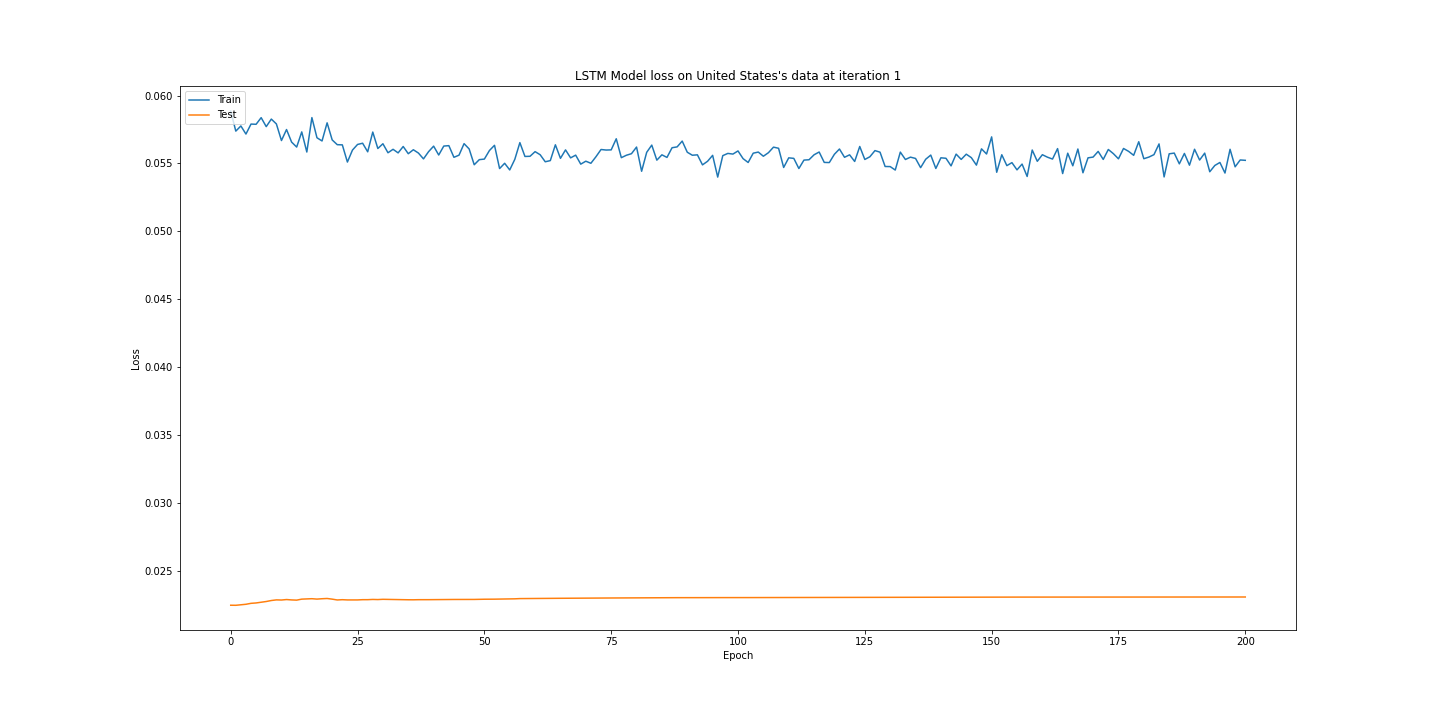 LSTM Model loss on United States's data at iteration 1
Train
Test
0.060
0.055
0.050
0.045
0.040
0.035
0.030
0.025
Loss
0 25 50 75 100 125 150 175 200
Epoch